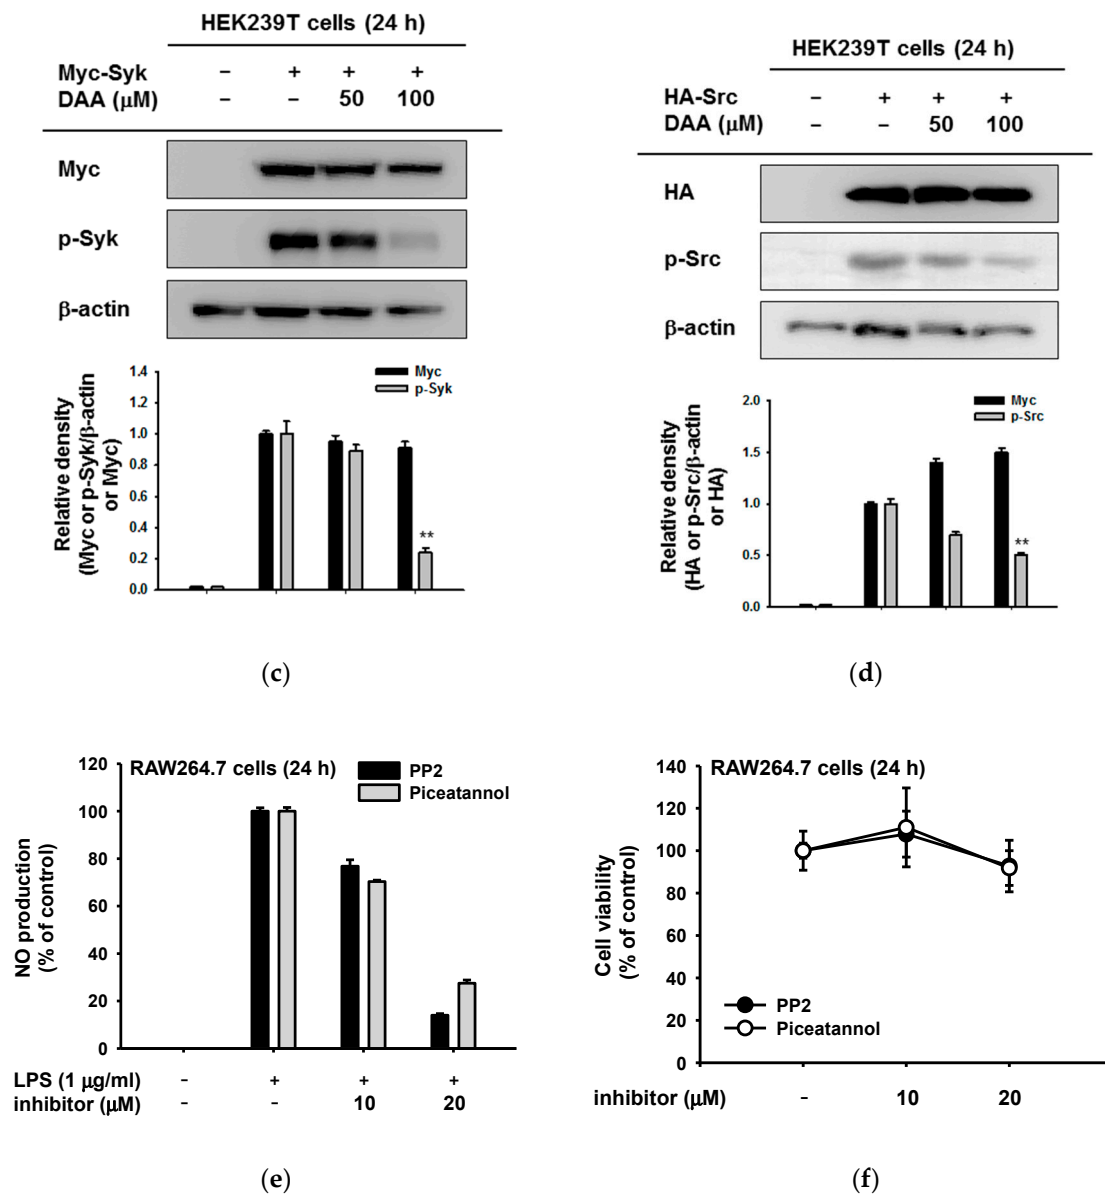 HEK239T cells (24 h)
Myc-Syk − + + +
DAA (μM) − − 50 100
Myc
p-Syk
β-actin
Relative density
(Myc or p-Syk/β-actin
or Myc)
1.4
1.2
1.0
0.8
0.6
0.4
0.2
0.0
Myc
p-Syk
**
(c)
HEK239T cells (24 h)
HA-Src − + + +
DAA (μM) − − 50 100
HA
p-Src
β-actin
Relative density
(HA or p-Src/β-actin
or HA)
2.0
1.5
1.0
0.5
0.0
Myc
p-Src
**
(d)
RAW264.7 cells (24 h)
PP2
Piceatannol
NO production
(% of control)
120
100
80
60
40
20
0
LPS (1 μg/ml) - + + +
inhibitor (μM) - - 10 20
(e)
RAW264.7 cells (24 h)
Cell viability
(% of control)
140
120
100
80
60
40
20
0
PP2
Piceatannol
inhibitor (μM) - 10 20
(f)